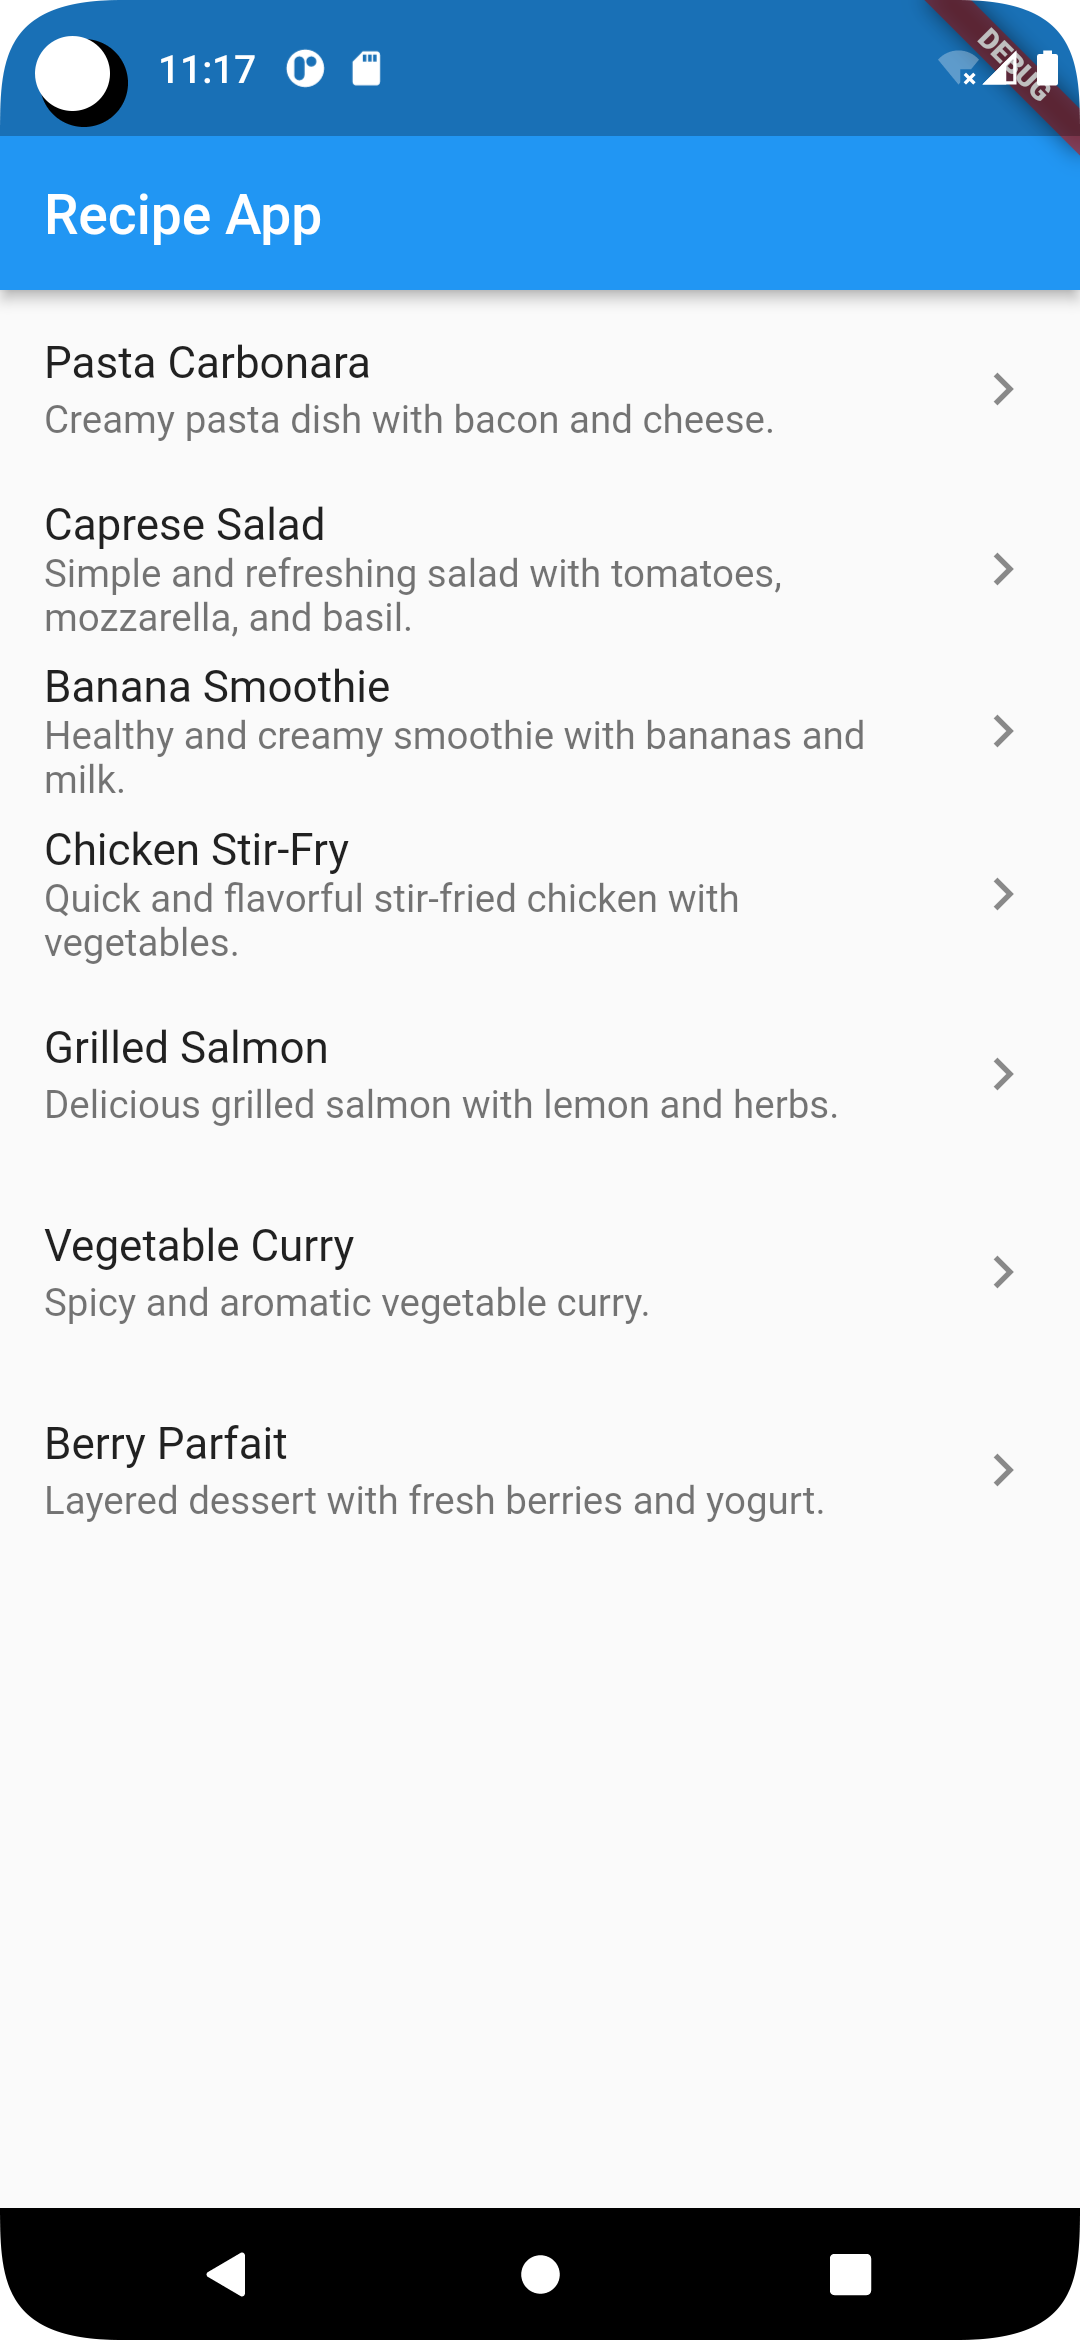 11:17
DEBUG
Recipe App
Pasta Carbonara
Creamy pasta dish with bacon and cheese.
Caprese Salad
Simple and refreshing salad with tomatoes,
mozzarella, and basil.
Banana Smoothie
Healthy and creamy smoothie with bananas and
milk.
Chicken Stir-Fry
Quick and flavorful stir-fried chicken with
vegetables.
Grilled Salmon
Delicious grilled salmon with lemon and herbs.
Vegetable Curry
Spicy and aromatic vegetable curry.
Berry Parfait
Layered dessert with fresh berries and yogurt.